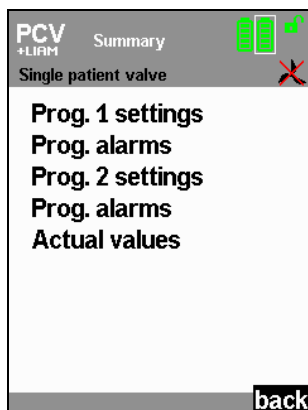 PCV
+LIAM
Summary
Single patient valve
Prog. 1 settings
Prog. alarms
Prog. 2 settings
Prog. alarms
Actual values
back